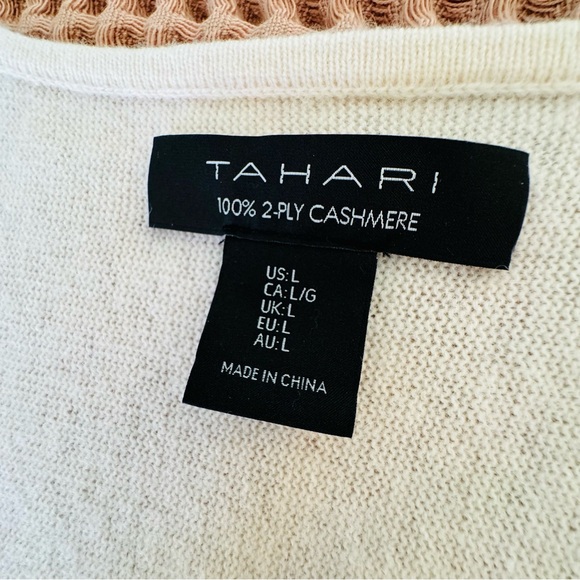 TAHARI
100% 2-PLY CASHMERE
US:L
CA:L/G
UK:L
EU:L
AU:L
MADE IN CHINA